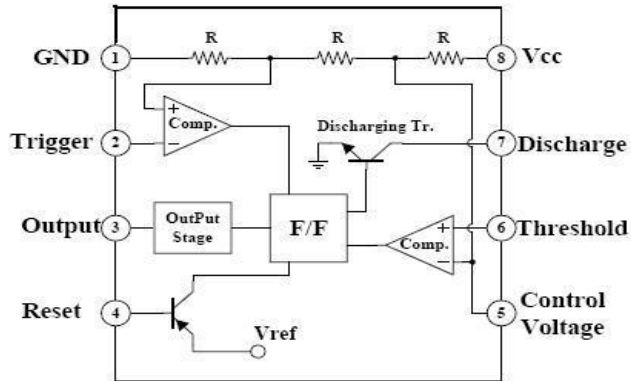 R R R
GND 1 8 Vcc
+
Comp.
−
Trigger 2
Discharging Tr.
7 Discharge
Output 3
OutPut
Stage
F/F
+
Comp.
−
6 Threshold
Reset 4
Vref
5 Control
Voltage